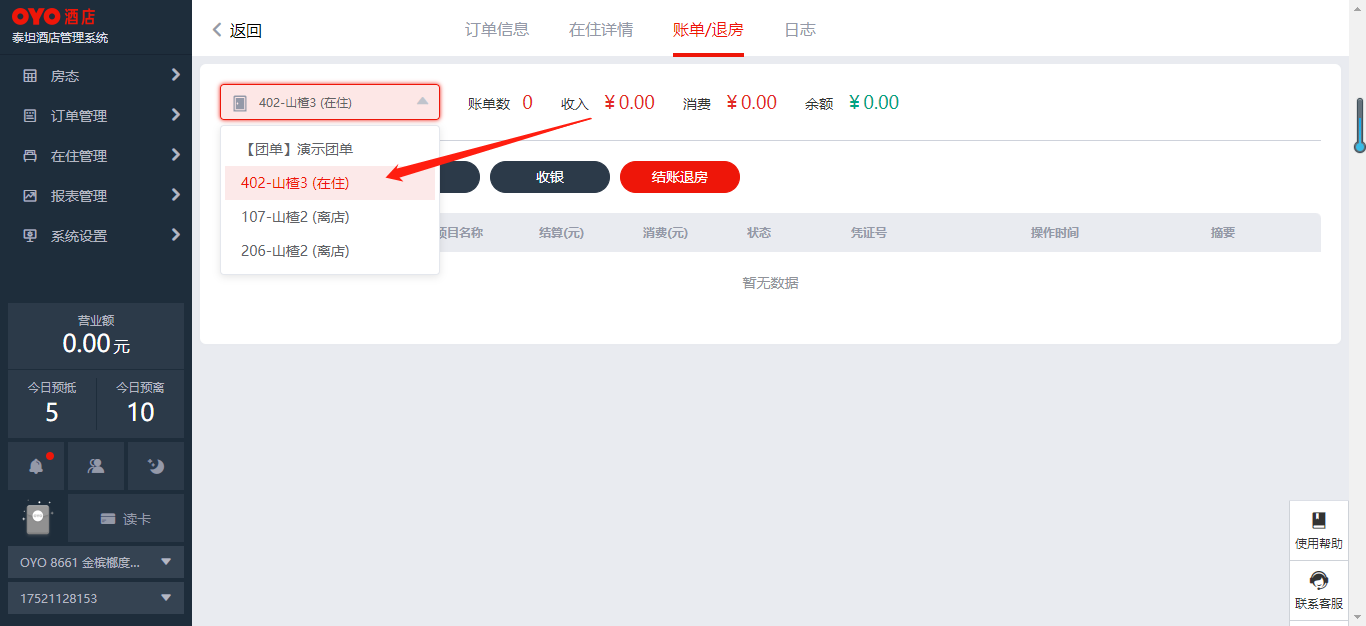 OYO 酒店
泰坦酒店管理系统
房态
订单管理
在住管理
报表管理
系统设置
营业额
0.00元
今日预抵 今日预离
5 10
读卡
OYO 8661 金槟榔度...
17521128153
返回 订单信息 在住详情 账单/退房 日志
402-山楂3 (在住) 账单数 0 收入 ¥0.00 消费 ¥0.00 余额 ¥0.00
【团单】演示团单
402-山楂3 (在住)
107-山楂2 (离店)
206-山楂2 (离店)
收银 结账退房
项目名称 结算(元) 消费(元) 状态 凭证号 操作时间 摘要
暂无数据
使用帮助
联系客服